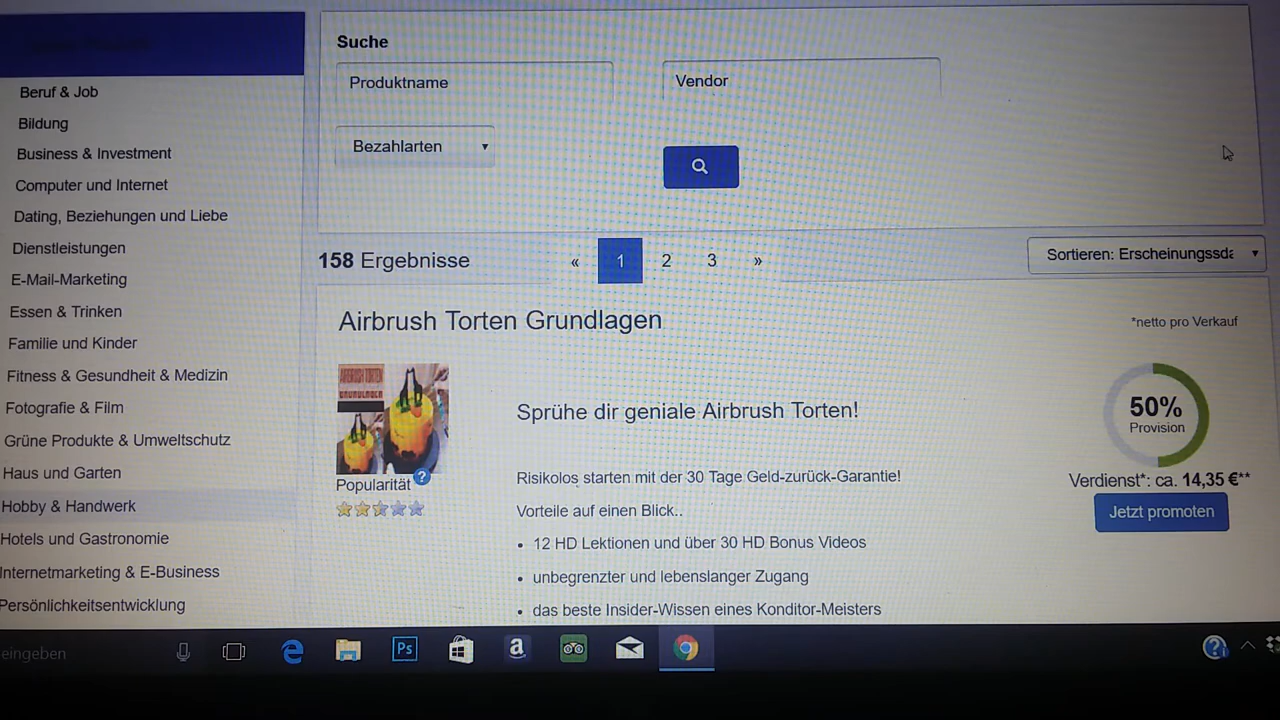 Suche
Produktname
Vendor
Bezahlarten
Beruf & Job
Bildung
Business & Investment
Computer und Internet
Dating, Beziehungen und Liebe
Dienstleistungen
E-Mail-Marketing
Essen & Trinken
Familie und Kinder
Fitness & Gesundheit & Medizin
Fotografie & Film
Grüne Produkte & Umweltschutz
Haus und Garten
Hobby & Handwerk
Hotels und Gastronomie
Internetmarketing & E-Business
Persönlichkeitsentwicklung
158 Ergebnisse
« 1 2 3 »
Sortieren: Erscheinungssda
Airbrush Torten Grundlagen
*netto pro Verkauf
AIRBRUSH TORTEN
GRUNDLAGEN
Popularität ?
Sprühe dir geniale Airbrush Torten!
Risikolos starten mit der 30 Tage Geld-zurück-Garantie!
Vorteile auf einen Blick..
• 12 HD Lektionen und über 30 HD Bonus Videos
• unbegrenzter und lebenslanger Zugang
• das beste Insider-Wissen eines Konditor-Meisters
50%
Provision
Verdienst*: ca. 14,35 €**
Jetzt promoten
eingeben
Ps
a
?